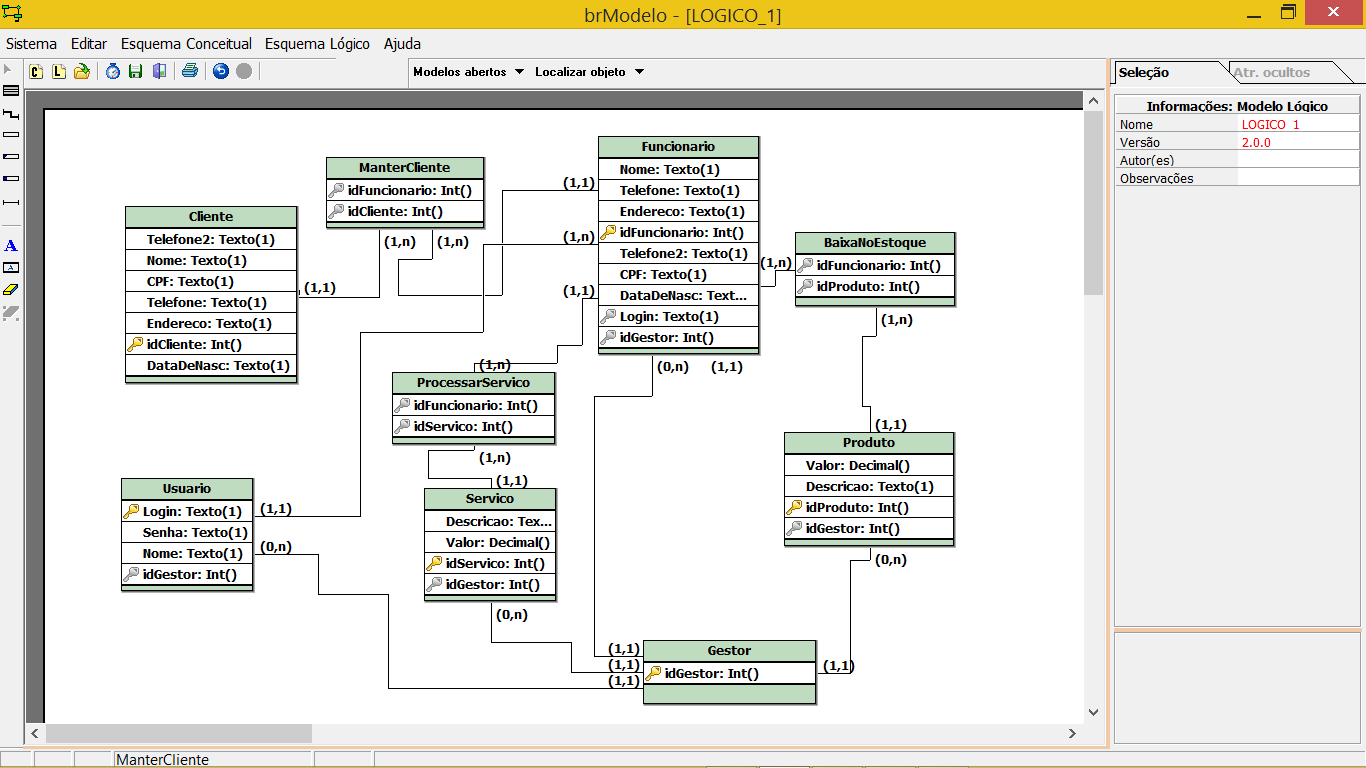 brModelo - [LOGICO_1]
Sistema Editar Esquema Conceitual Esquema Lógico Ajuda
Modelos abertos Localizar objeto
Seleção Atr. ocultos
Informações: Modelo Lógico
Nome LOGICO_1
Versão 2.0.0
Autor(es)
Observações
ManterCliente
idFuncionario: Int()
idCliente: Int()
(1,n) (1,n)
Cliente
Telefone2: Texto(1)
Nome: Texto(1)
CPF: Texto(1)
Telefone: Texto(1)
Endereco: Texto(1)
idCliente: Int()
DataDeNasc: Texto(1)
(1,1)
Funcionario
Nome: Texto(1)
Telefone: Texto(1)
Endereco: Texto(1)
idFuncionario: Int()
Telefone2: Texto(1)
CPF: Texto(1)
DataDeNasc: Text...
Login: Texto(1)
idGestor: Int()
(1,1)
(1,n)
(1,1)
(0,n) (1,1)
(1,n)
BaixaNoEstoque
idFuncionario: Int()
idProduto: Int()
(1,n)
(1,n)
ProcessarServico
idFuncionario: Int()
idServico: Int()
(1,n)
(1,1)
Servico
Descricao: Tex...
Valor: Decimal()
idServico: Int()
idGestor: Int()
(0,n)
(1,1)
Produto
Valor: Decimal()
Descricao: Texto(1)
idProduto: Int()
idGestor: Int()
(0,n)
Usuario
Login: Texto(1)
Senha: Texto(1)
Nome: Texto(1)
idGestor: Int()
(1,1)
(0,n)
Gestor
idGestor: Int()
(1,1)
(1,1)
(1,1)
(1,1)
ManterCliente